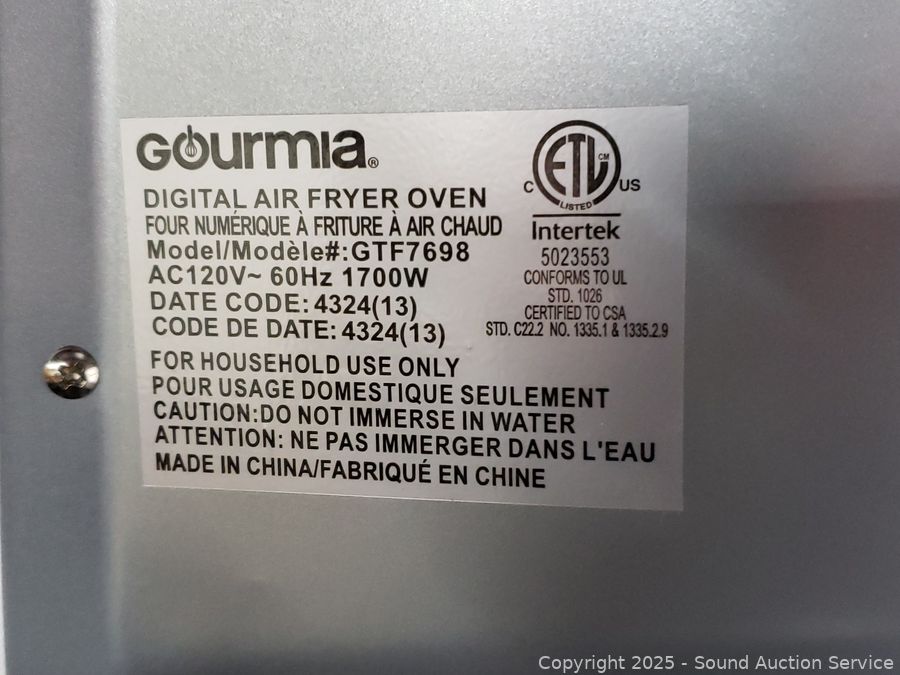 GOURMIA®
DIGITAL AIR FRYER OVEN
FOUR NUMÉRIQUE À FRITURE À AIR CHAUD
Model/Modèle#:GTF7698
AC120V~ 60Hz 1700W
DATE CODE: 4324(13)
CODE DE DATE: 4324(13)
FOR HOUSEHOLD USE ONLY
POUR USAGE DOMESTIQUE SEULEMENT
CAUTION:DO NOT IMMERSE IN WATER
ATTENTION: NE PAS IMMERGER DANS L'EAU
MADE IN CHINA/FABRIQUÉ EN CHINE
C ETL CM US
LISTED
Intertek
5023553
CONFORMS TO UL
STD. 1026
CERTIFIED TO CSA
STD. C22.2 NO. 1335.1 & 1335.2.9
Copyright 2025 - Sound Auction Service